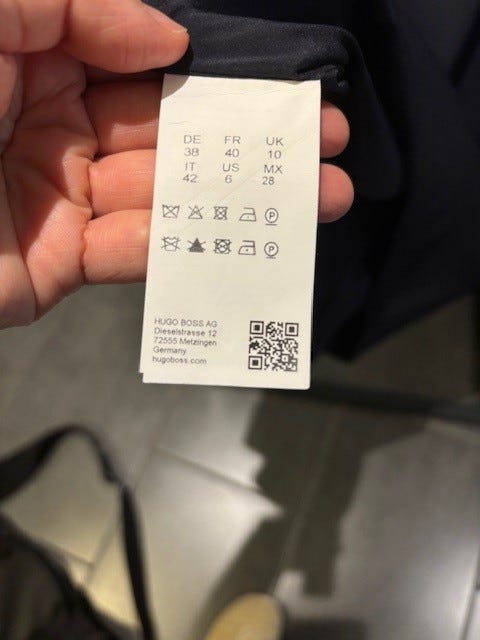 DE FR UK
38 40 10
IT US MX
42 6 28
P
P
HUGO BOSS AG
Dieselstrasse 12
72555 Metzingen
Germany
hugoboss.com